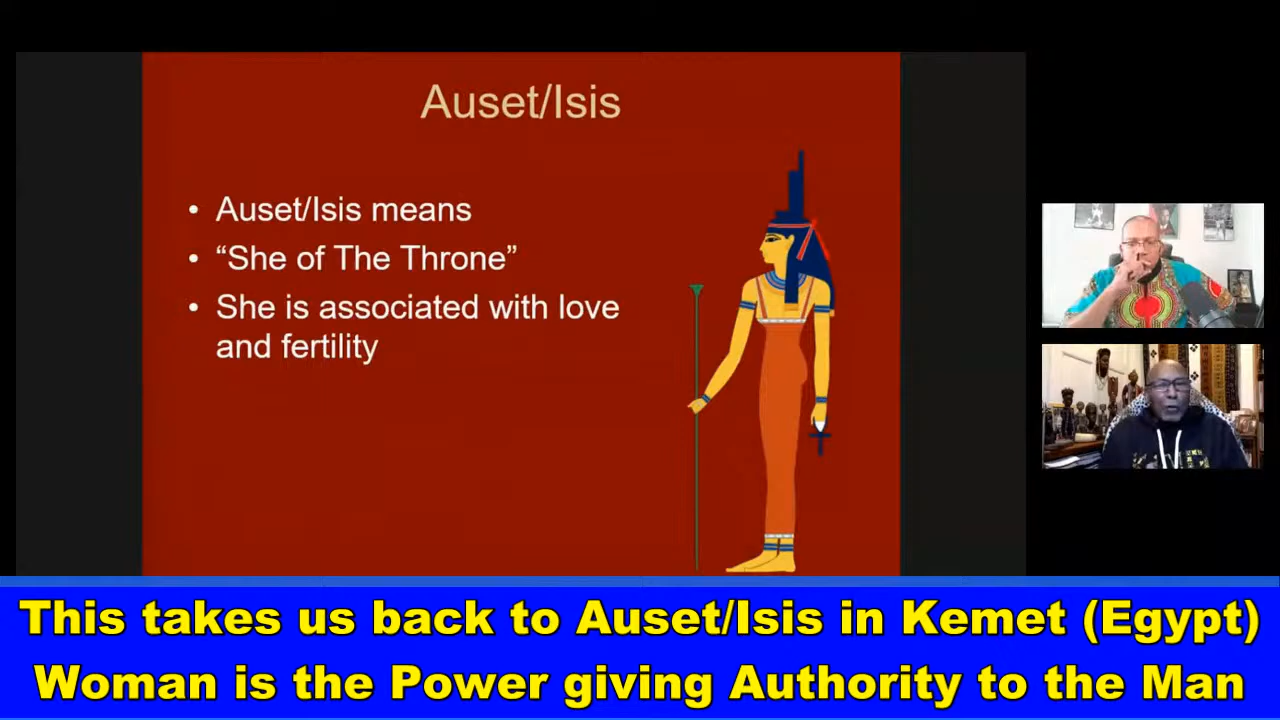 Auset/Isis
• Auset/Isis means
• “She of The Throne”
• She is associated with love
and fertility
This takes us back to Auset/Isis in Kemet (Egypt)
Woman is the Power giving Authority to the Man